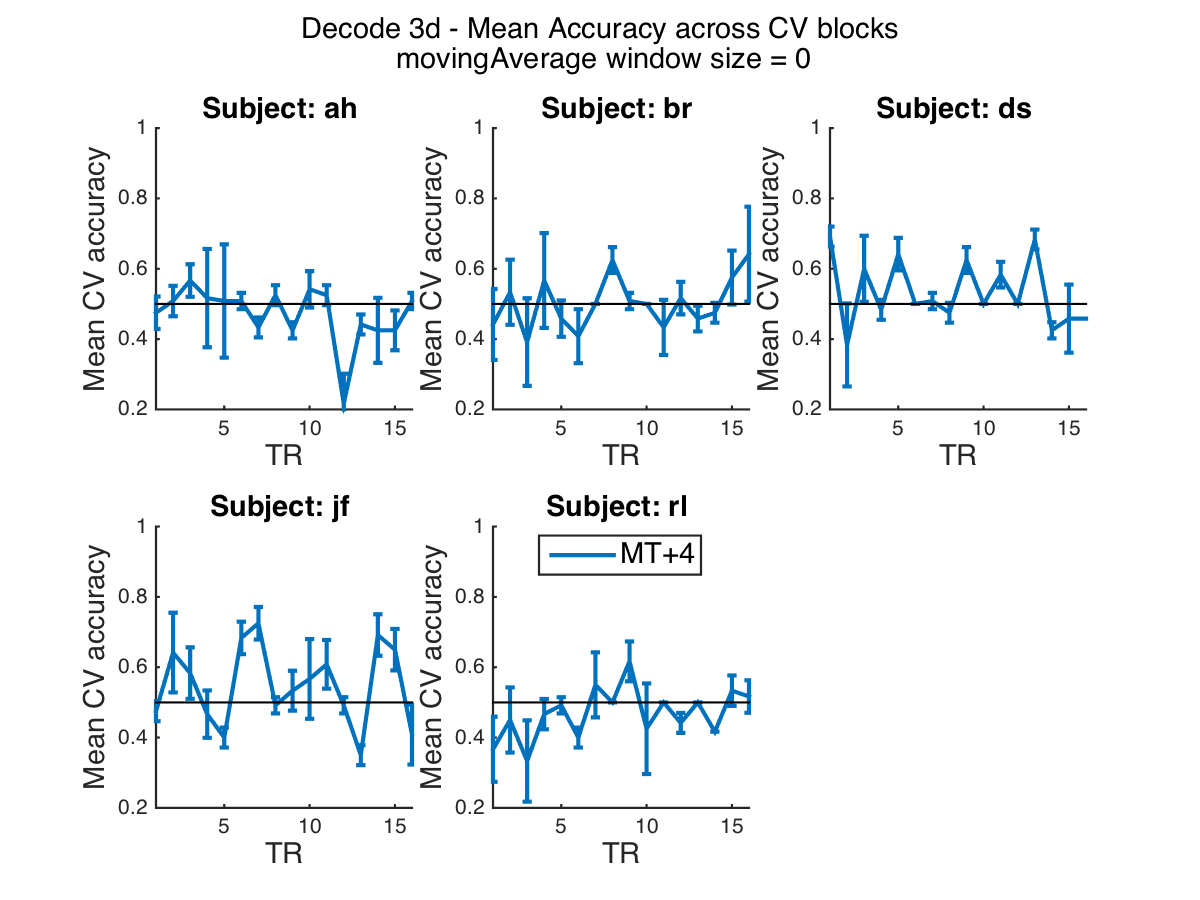 Decode 3d - Mean Accuracy across CV blocks
movingAverage window size = 0
Subject: ah
Mean CV accuracy
1
0.8
0.6
0.4
0.2
5 10 15
TR
Subject: br
Mean CV accuracy
1
0.8
0.6
0.4
0.2
5 10 15
TR
Subject: ds
Mean CV accuracy
1
0.8
0.6
0.4
0.2
5 10 15
TR
Subject: jf
Mean CV accuracy
1
0.8
0.6
0.4
0.2
5 10 15
TR
Subject: rl
MT+4
Mean CV accuracy
1
0.8
0.6
0.4
0.2
5 10 15
TR